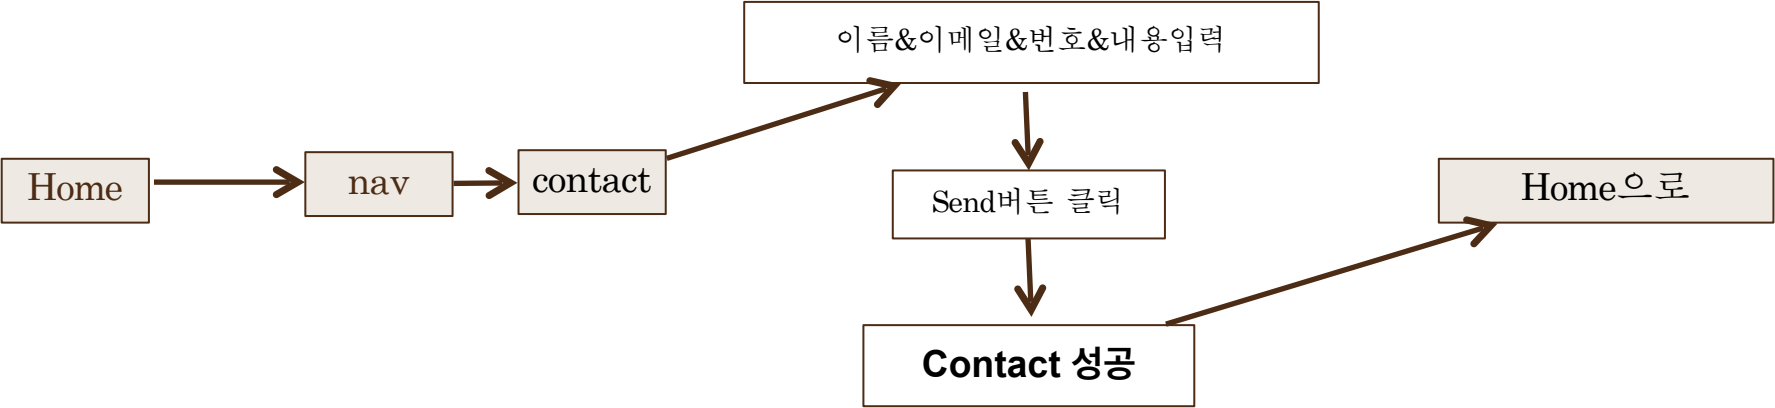 Home
nav
contact
이름&이메일&번호&내용입력
Send버튼 클릭
Contact 성공
Home으로